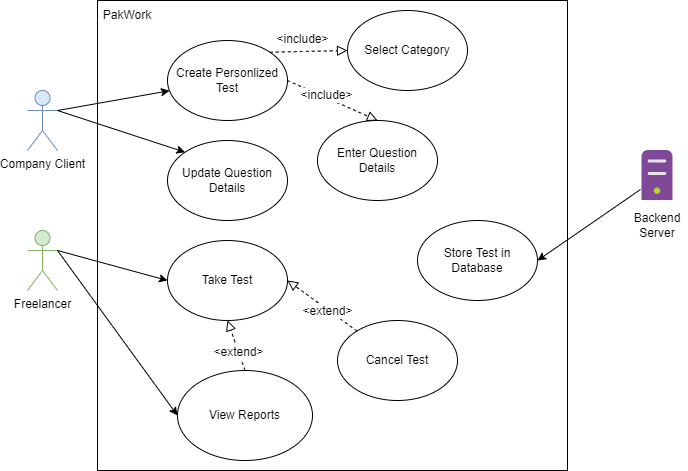 PakWork
<include>
Select Category
Create Personlized
Test
<include>
Enter Question
Details
Company Client
Update Question
Details
Backend
Server
Store Test in
Database
Take Test
Freelancer
<extend>
<extend>
Cancel Test
View Reports